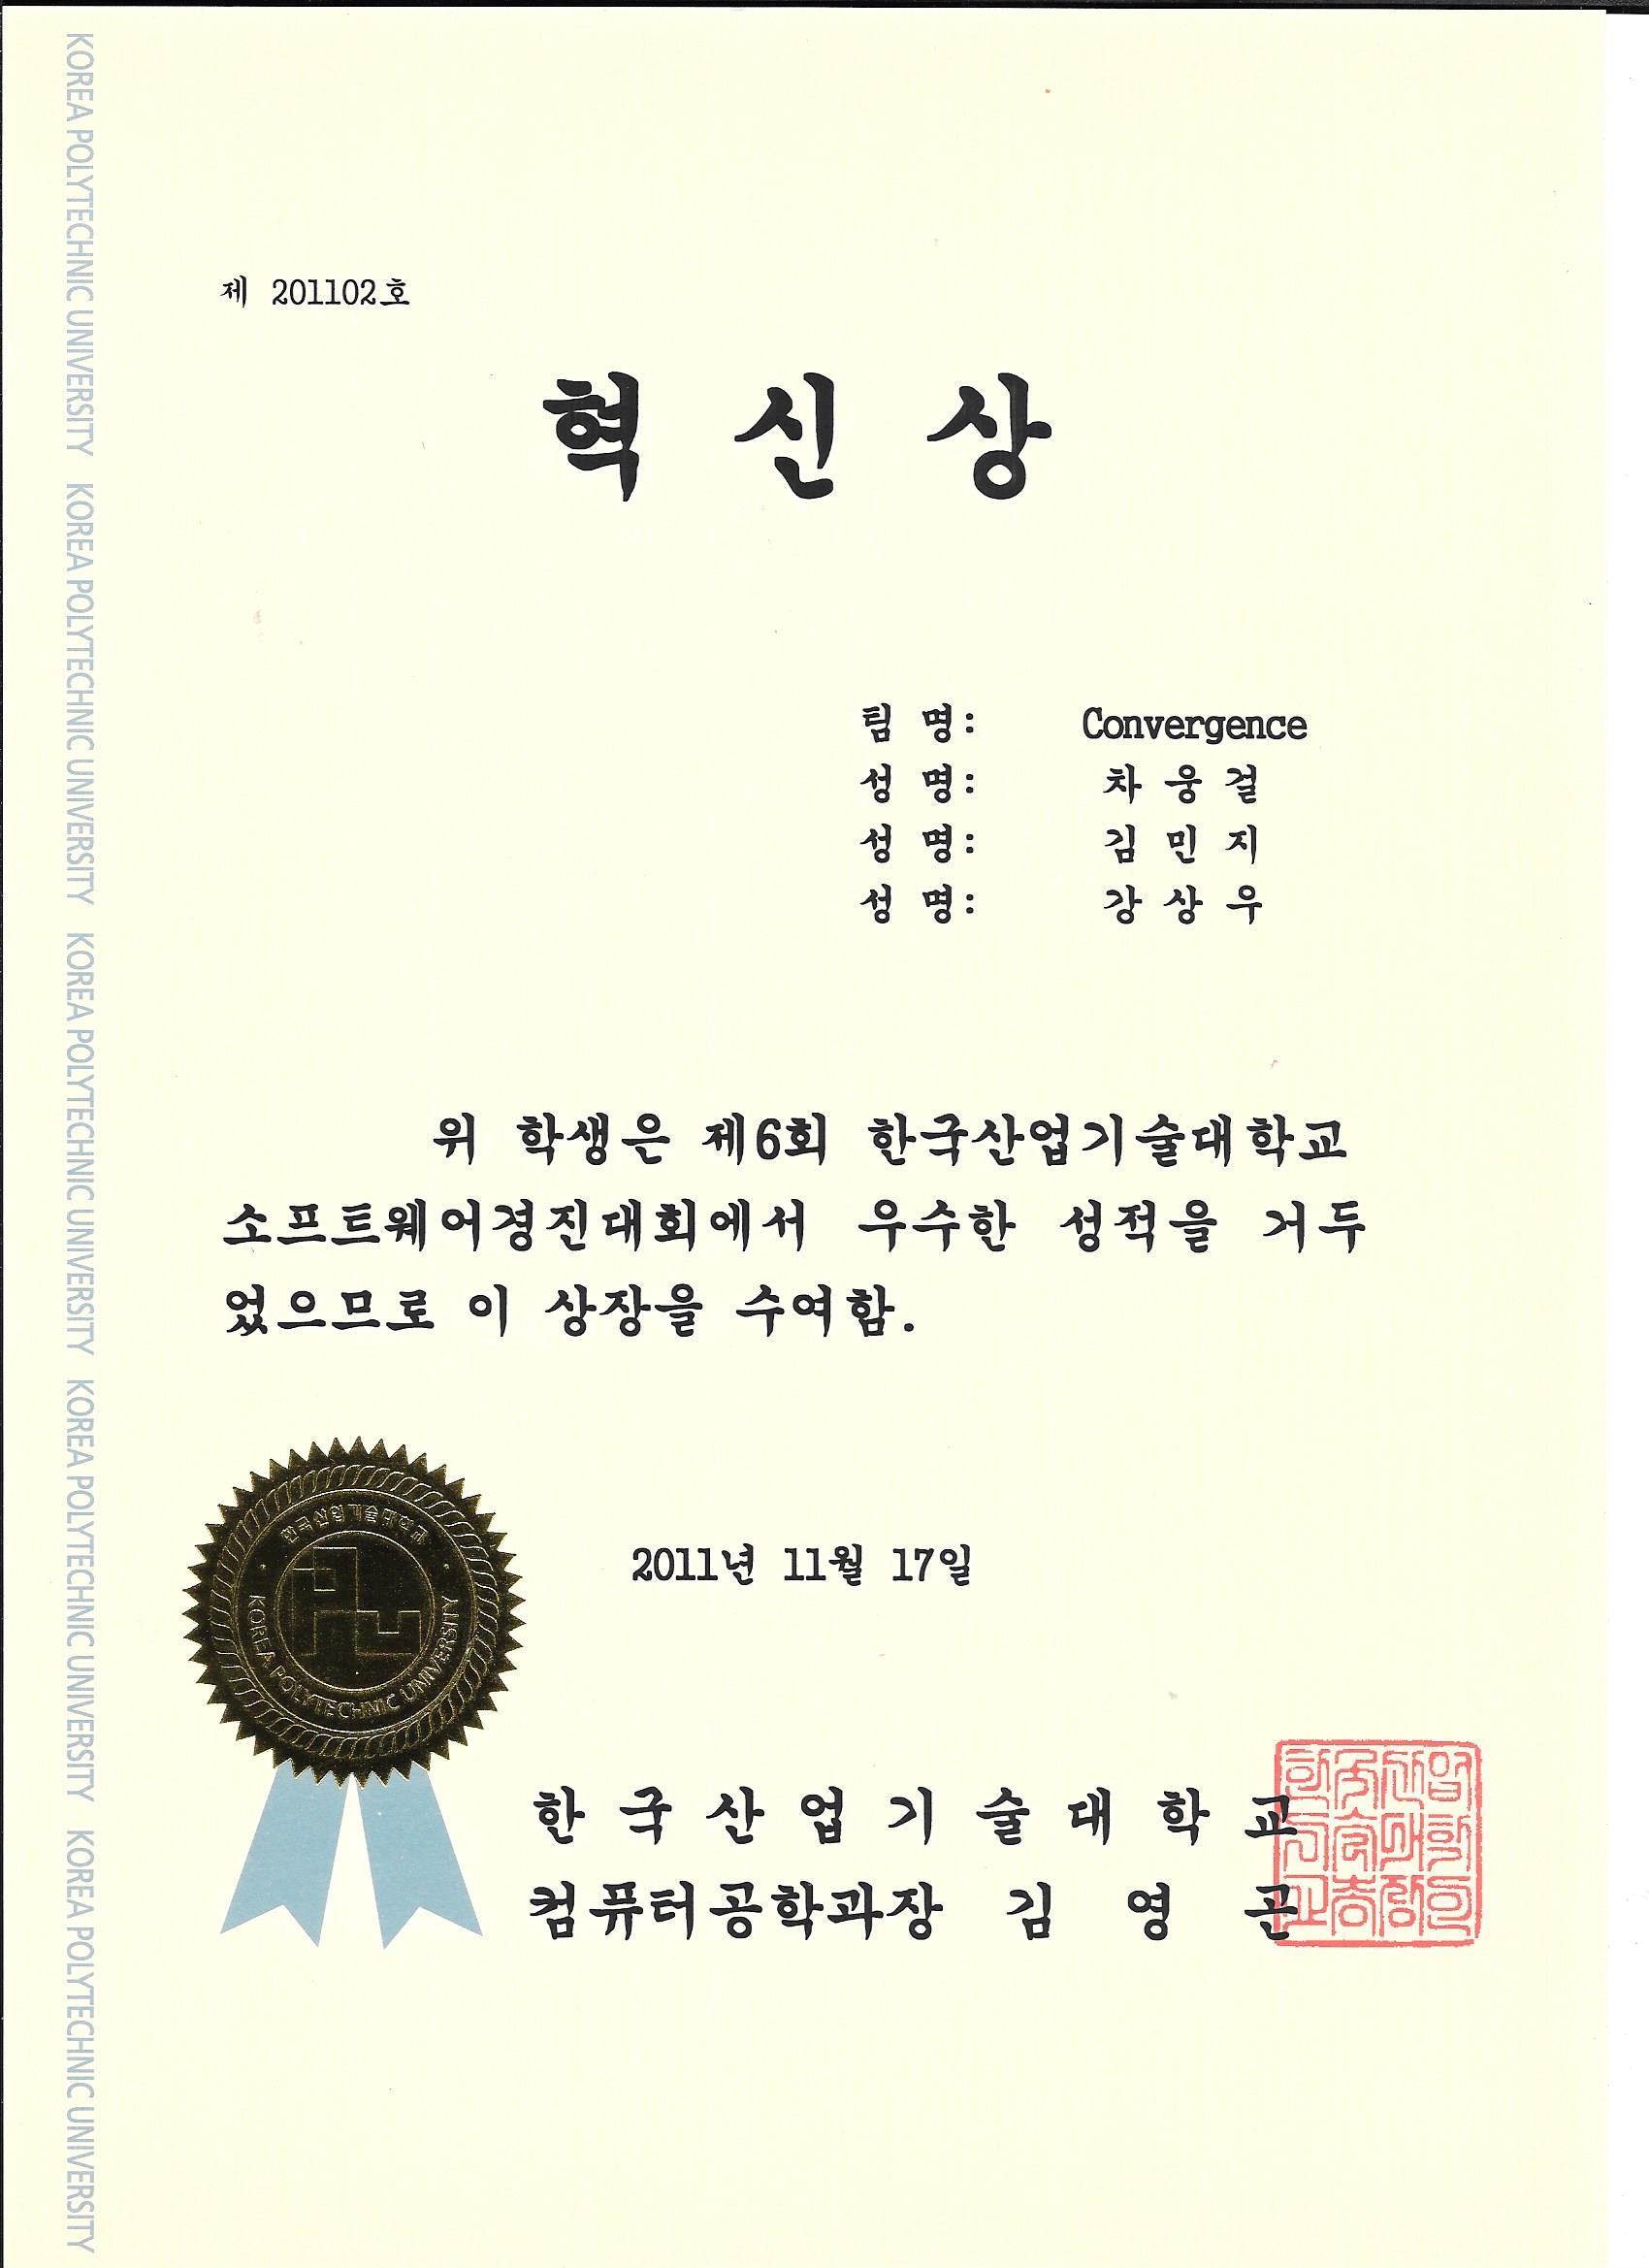 KOREA POLYTECHNIC UNIVERSITY KOREA POLYTECHNIC UNIVERSITY KOREA POLYTECHNIC UNIVERSITY KOREA POLYTECHNIC UNIVERSITY KOREA POLYTECHNIC UNIVERSITY
제 201102호
혁 신 상
팀 명: Convergence
성 명: 차 웅 걸
성 명: 김 민 지
성 명: 강 상 우
위 학생은 제6회 한국산업기술대학교
소프트웨어경진대회에서 우수한 성적을 거두
었으므로 이 상장을 수여함.
한국산업기술대학교
KOREA POLYTECHNIC UNIVERSITY
2011년 11월 17일
한 국 산 업 기 술 대 학 교
컴퓨터공학과장 김 영 곤